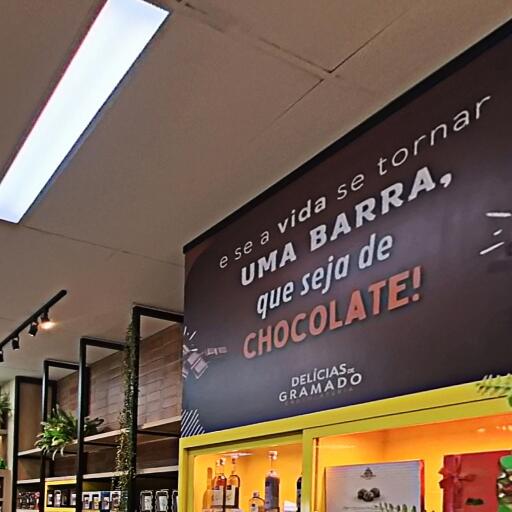 e se a vida se tornar
UMA BARRA,
que seja de
CHOCOLATE!
DELÍCIAS DE
GRAMADO